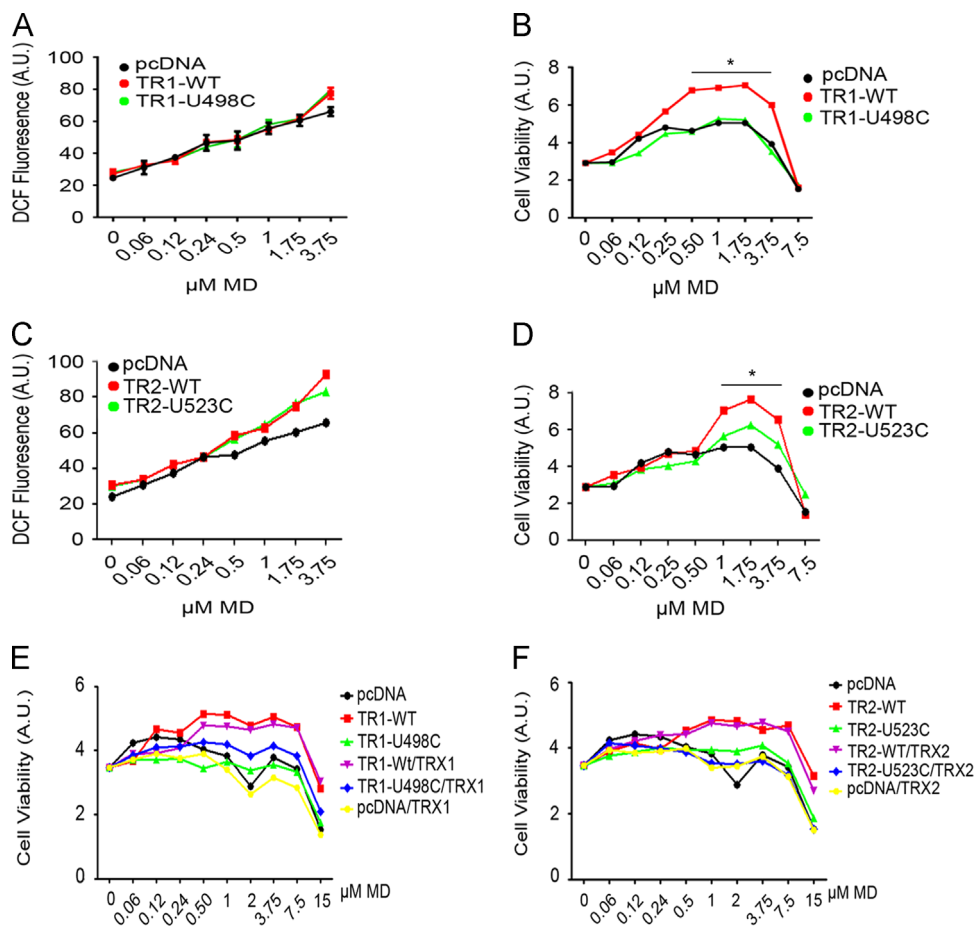 A
DCF Fluoresence (A.U.)
100
80
60
40
20
0
pcDNA
TR1-WT
TR1-U498C
0
0.06
0.12
0.24
0.5
1
1.75
3.75
µM MD
B
Cell Viability (A.U.)
8
6
4
2
0
*
pcDNA
TR1-WT
TR1-U498C
0
0.06
0.12
0.25
0.50
1
1.75
3.75
7.5
µM MD
C
DCF Fluoresence (A.U.)
100
80
60
40
20
0
pcDNA
TR2-WT
TR2-U523C
0
0.06
0.12
0.24
0.5
1
1.75
3.75
µM MD
D
Cell Viability (A.U.)
8
6
4
2
0
*
pcDNA
TR2-WT
TR2-U523C
0
0.06
0.12
0.25
0.50
1
1.75
3.75
7.5
µM MD
E
Cell Viability (A.U.)
6
4
2
0
pcDNA
TR1-WT
TR1-U498C
TR1-Wt/TRX1
TR1-U498C/TRX1
pcDNA/TRX1
0
0.06
0.12
0.24
0.50
1
2
3.75
7.5
15
µM MD
F
Cell Viability (A.U.)
6
4
2
0
pcDNA
TR2-WT
TR2-U523C
TR2-WT/TRX2
TR2-U523C/TRX2
pcDNA/TRX2
0
0.06
0.12
0.24
0.5
1
2
3.75
7.5
15
µM MD